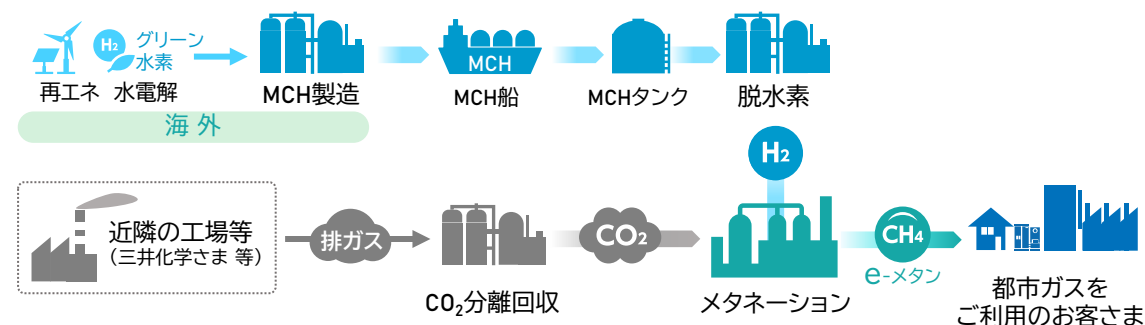 H2
グリーン
水素
再エネ 水電解
MCH製造
MCH
MCH船
MCHタンク
脱水素
海外
H2
近隣の工場等
(三井化学さま 等)
排ガス
CO2分離回収
CO2
メタネーション
CH4
e-メタン
都市ガスを
ご利用のお客さま